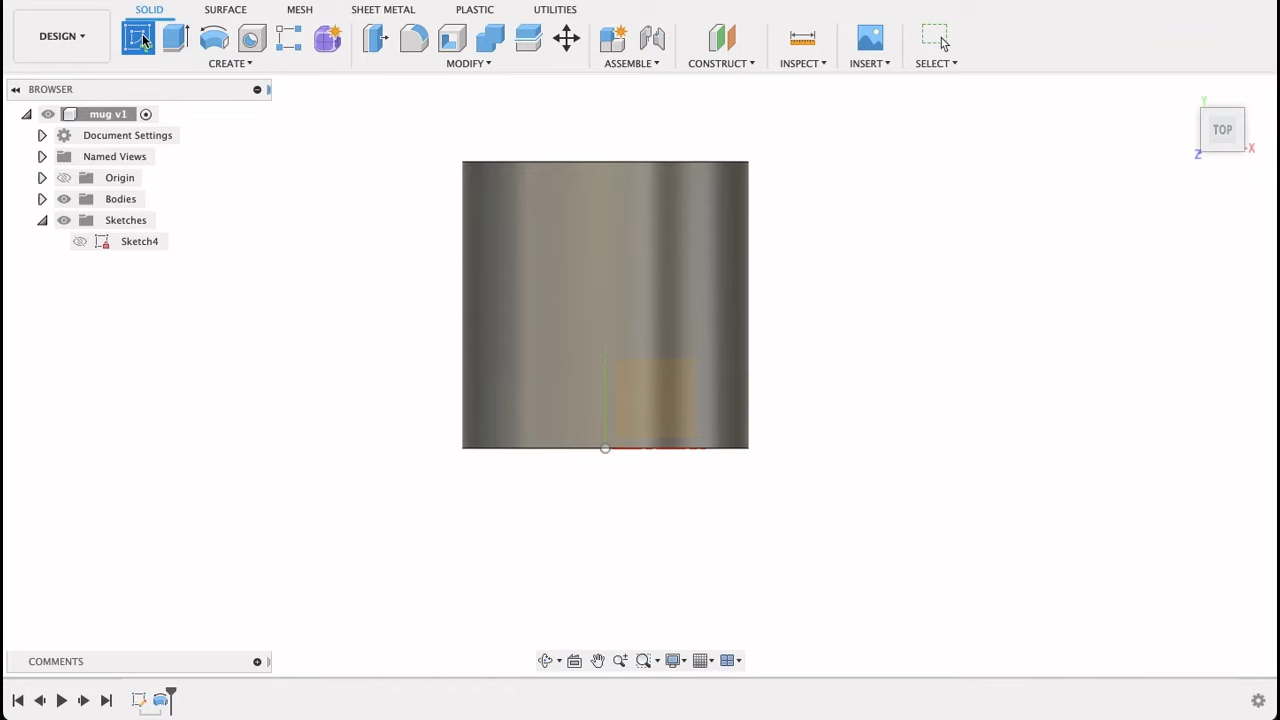 SOLID SURFACE MESH SHEET METAL PLASTIC UTILITIES
DESIGN
CREATE MODIFY ASSEMBLE CONSTRUCT INSPECT INSERT SELECT
BROWSER
mug v1
Document Settings
Named Views
Origin
Bodies
Sketches
Sketch4
Y
TOP
Z
X
COMMENTS